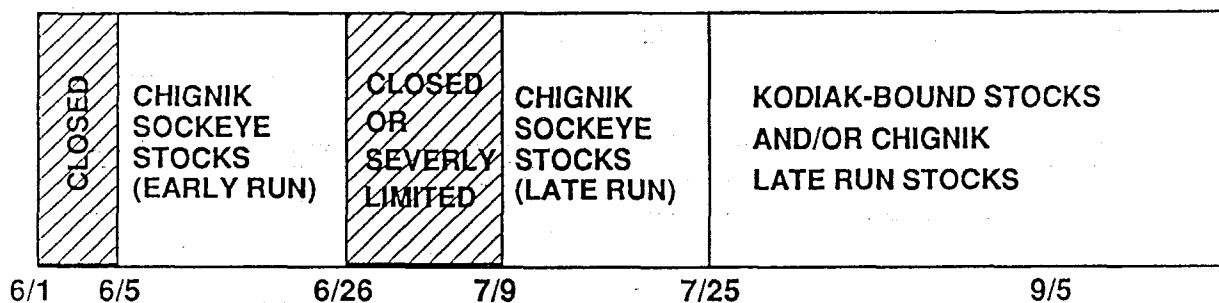 CLOSED
CHIGNIK
SOCKEYE
STOCKS
(EARLY RUN)
CLOSED
OR
SEVERLY
LIMITED
CHIGNIK
SOCKEYE
STOCKS
(LATE RUN)
KODIAK-BOUND STOCKS
AND/OR CHIGNIK
LATE RUN STOCKS
6/1 6/5 6/26 7/9 7/25 9/5